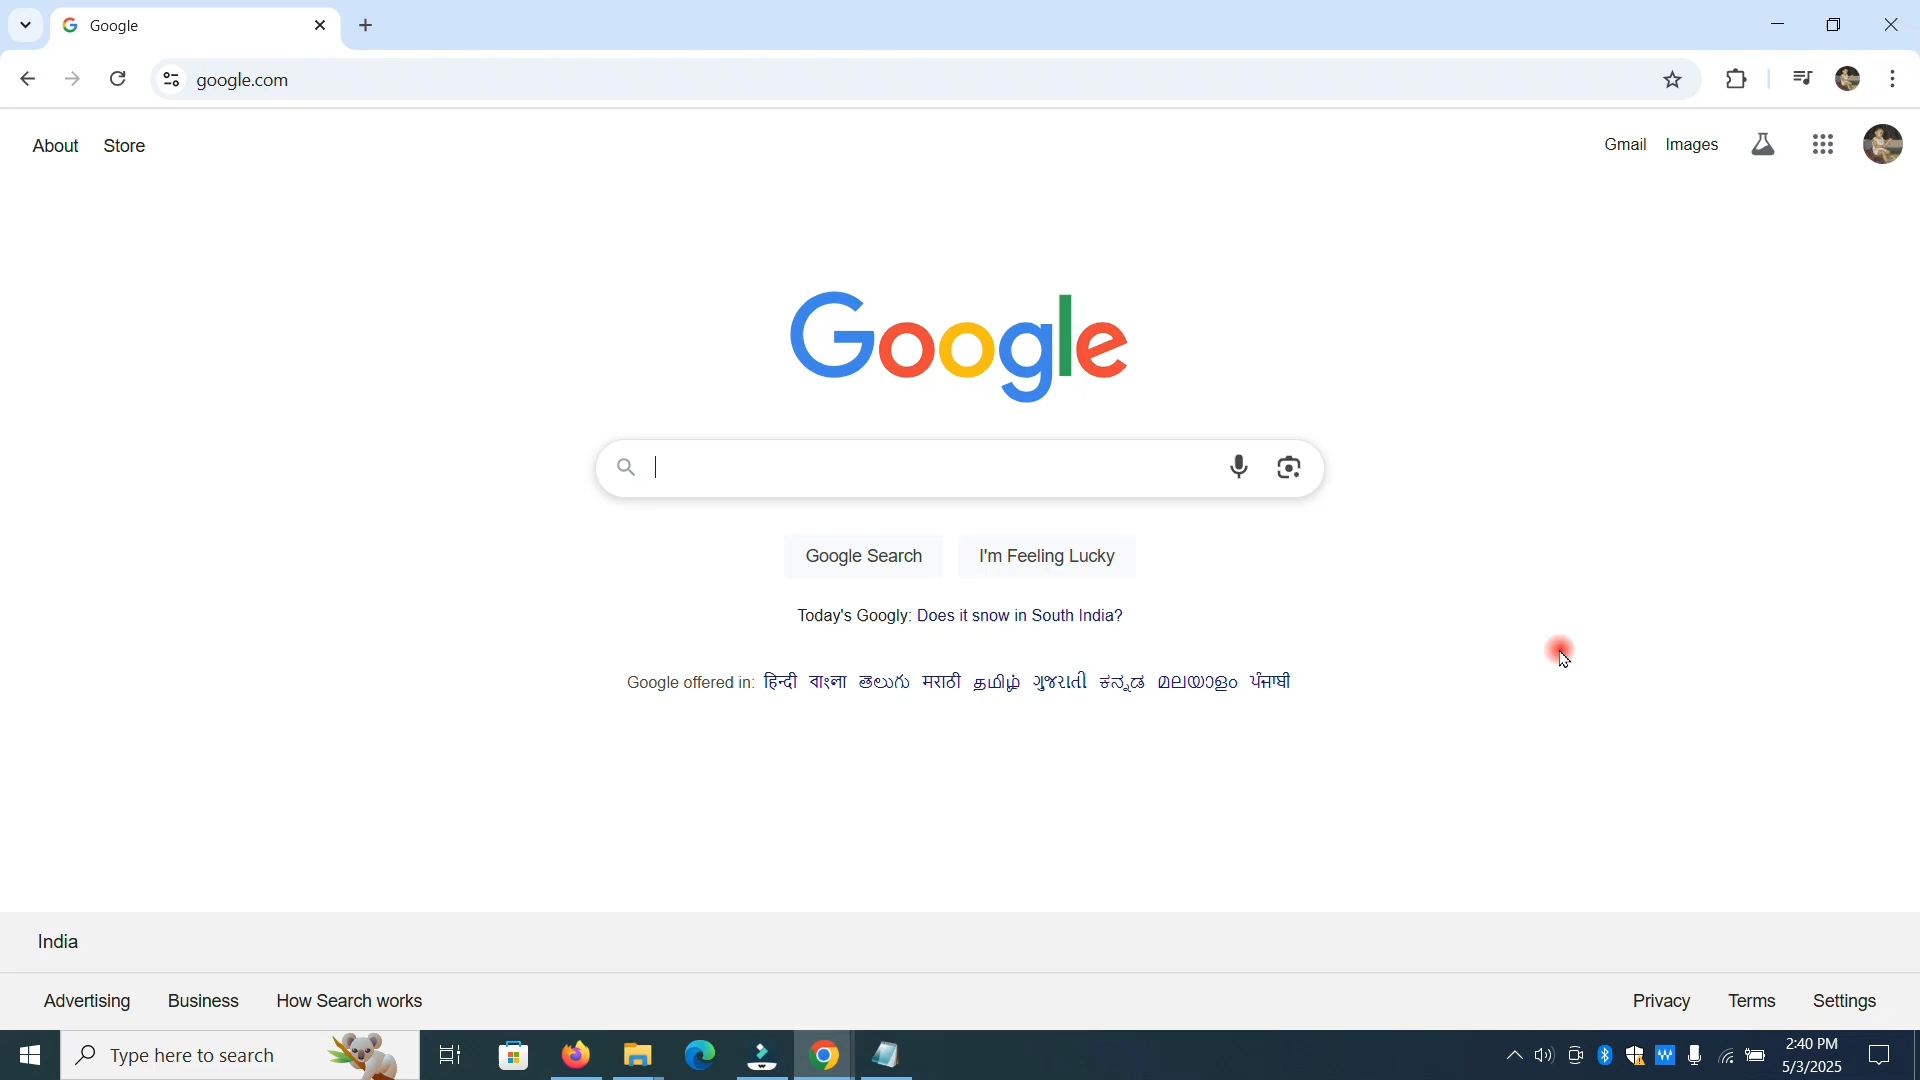 Google
google.com
About Store
Gmail Images
Google
Google Search I'm Feeling Lucky
Today's Googly: Does it snow in South India?
Google offered in: हिन्दी বাংলা తెలుగు मराठी தமிழ் ગુજરાતી ಕನ್ನಡ മലയാളം ਪੰਜਾਬੀ
India
Advertising Business How Search works
Privacy Terms Settings
Type here to search
2:40 PM
5/3/2025